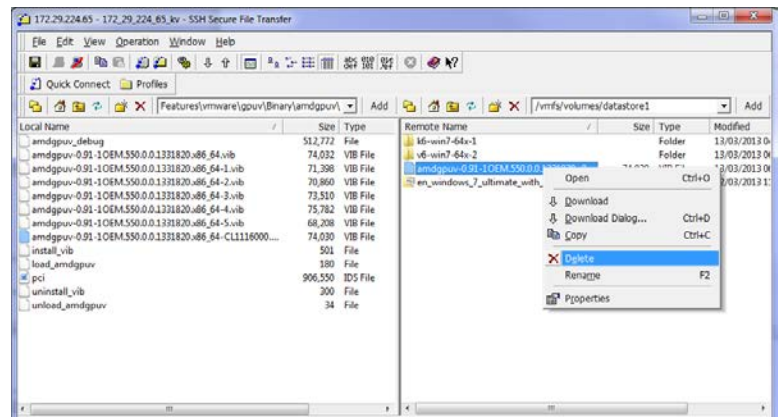 172.29.224.65 - 172_29_224_65_kv - SSH Secure File Transfer
File Edit View Operation Window Help
Quick Connect Profiles
Features\vmware\gpuv\Binary\amdgpuv\ Add /vmfs/volumes/datastore1 Add
Local Name / Size Type
Remote Name / Size Type Modified
amdgpuv_debug 512,772 File
amdgpuv-0.91-1OEM.550.0.0.1331820.x86_64.vib 74,032 VIB File
amdgpuv-0.91-1OEM.550.0.0.1331820.x86_64-1.vib 71,398 VIB File
amdgpuv-0.91-1OEM.550.0.0.1331820.x86_64-2.vib 70,860 VIB File
amdgpuv-0.91-1OEM.550.0.0.1331820.x86_64-3.vib 73,510 VIB File
amdgpuv-0.91-1OEM.550.0.0.1331820.x86_64-4.vib 75,782 VIB File
amdgpuv-0.91-1OEM.550.0.0.1331820.x86_64-5.vib 68,208 VIB File
amdgpuv-0.91-1OEM.550.0.0.1331820.x86_64-CL1116000.... 74,030 VIB File
install_vib 501 File
load_amdgpuv 180 File
pci 906,550 IDS File
uninstall_vib 300 File
unload_amdgpuv 34 File
k6-win7-64x-1 Folder 13/03/2013
v6-win7-64x-2 Folder 13/03/2013
amdgpuv-0.91-1OEM.550.0.0.
en_windows_7_ultimate_with_
Open Ctrl+O
Download
Download Dialog... Ctrl+D
Copy Ctrl+C
Delete
Rename F2
Properties